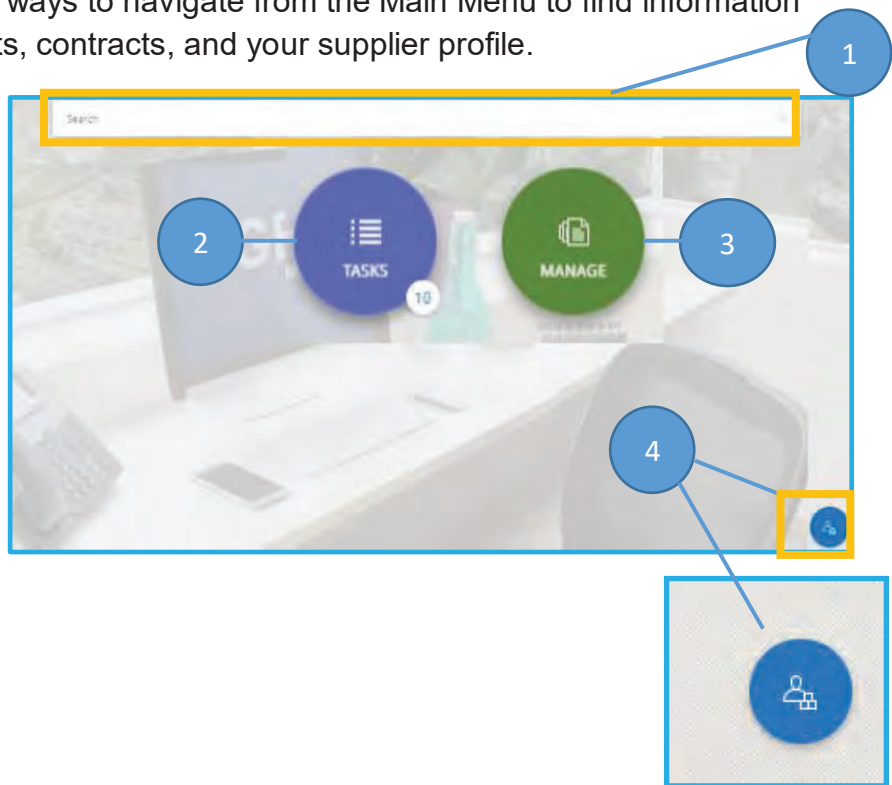 ways to navigate from the Main Menu to find information
ts, contracts, and your supplier profile.
1
Search
2
TASKS
10
MANAGE
3
4